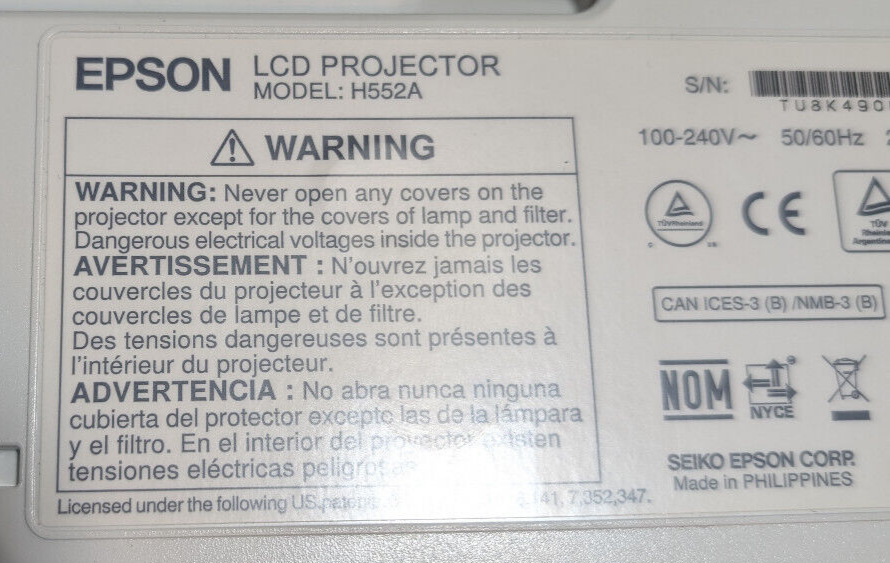 EPSON LCD PROJECTOR
MODEL: H552A
S/N:
TU8K490
100-240V~ 50/60Hz
WARNING
WARNING: Never open any covers on the
projector except for the covers of lamp and filter.
Dangerous electrical voltages inside the projector.
AVERTISSEMENT : N'ouvrez jamais les
couvercles du projecteur à l'exception des
couvercles de lampe et de filtre.
Des tensions dangereuses sont présentes à
l'intérieur du projecteur.
ADVERTENCIA : No abra nunca ninguna
cubierta del protector excepto las de la lámpara
y el filtro. En el interior del proyector existen
tensiones eléctricas
Licensed under the following US 7,352,347.
TÜVRheinland
CE
TÜV
CAN ICES-3 (B) /NMB-3 (B)
NOM
NYCE
SEIKO EPSON CORP.
Made in PHILIPPINES